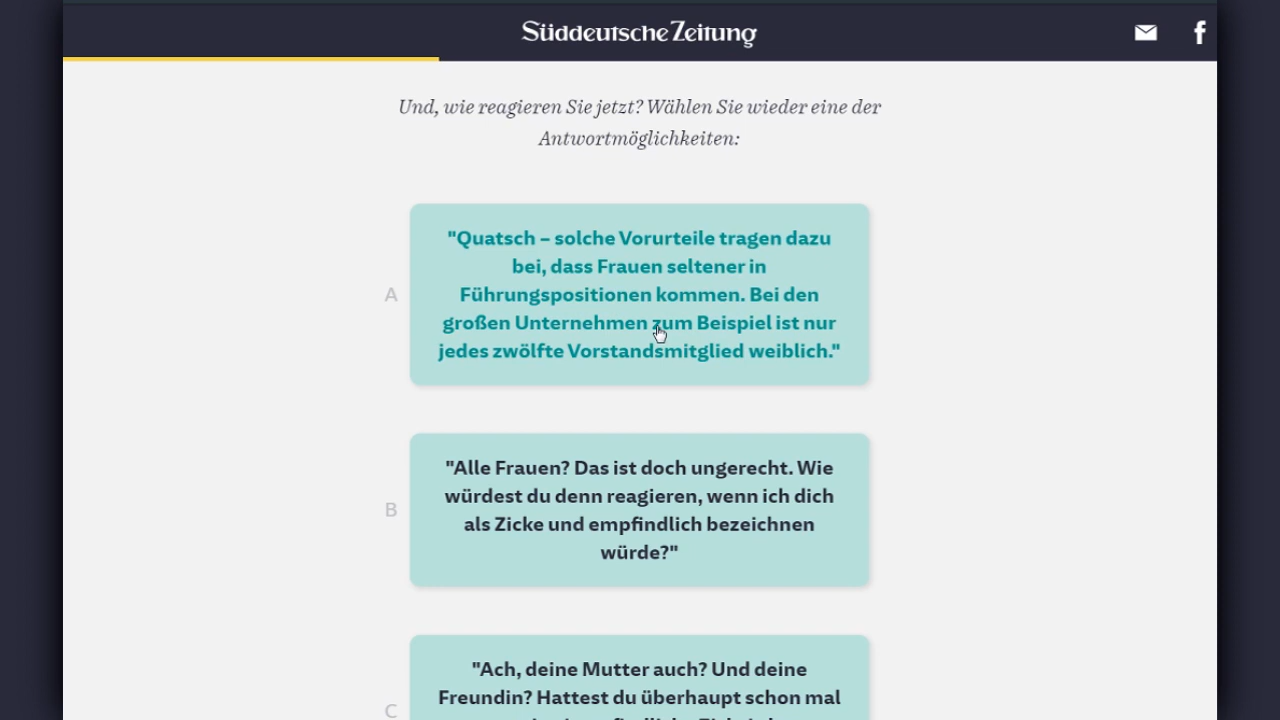 Süddeutsche Zeitung
Und, wie reagieren Sie jetzt? Wählen Sie wieder eine der
Antwortmöglichkeiten:
A
"Quatsch – solche Vorurteile tragen dazu
bei, dass Frauen seltener in
Führungspositionen kommen. Bei den
großen Unternehmen zum Beispiel ist nur
jedes zwölfte Vorstandsmitglied weiblich."
B
"Alle Frauen? Das ist doch ungerecht. Wie
würdest du denn reagieren, wenn ich dich
als Zicke und empfindlich bezeichnen
würde?"
C
"Ach, deine Mutter auch? Und deine
Freundin? Hattest du überhaupt schon mal